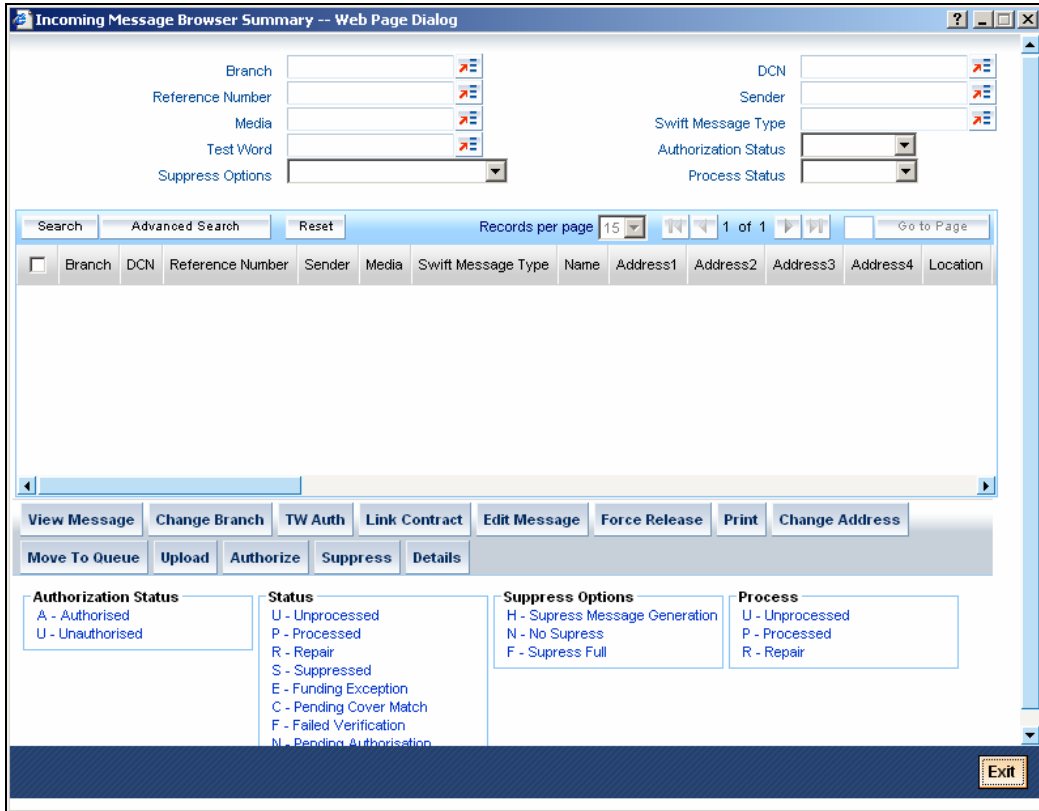 Incoming Message Browser Summary -- Web Page Dialog
Branch
DCN
Reference Number
Sender
Media
Swift Message Type
Test Word
Authorization Status
Suppress Options
Process Status
Search Advanced Search Reset Records per page 15 1 of 1 Go to Page
Branch DCN Reference Number Sender Media Swift Message Type Name Address1 Address2 Address3 Address4 Location
View Message Change Branch TW Auth Link Contract Edit Message Force Release Print Change Address
Move To Queue Upload Authorize Suppress Details
Authorization Status
A - Authorised
U - Unauthorised
Status
U - Unprocessed
P - Processed
R - Repair
S - Suppressed
E - Funding Exception
C - Pending Cover Match
F - Failed Verification
N - Pending Authorisation
Suppress Options
H - Supress Message Generation
N - No Supress
F - Supress Full
Process
U - Unprocessed
P - Processed
R - Repair
Exit